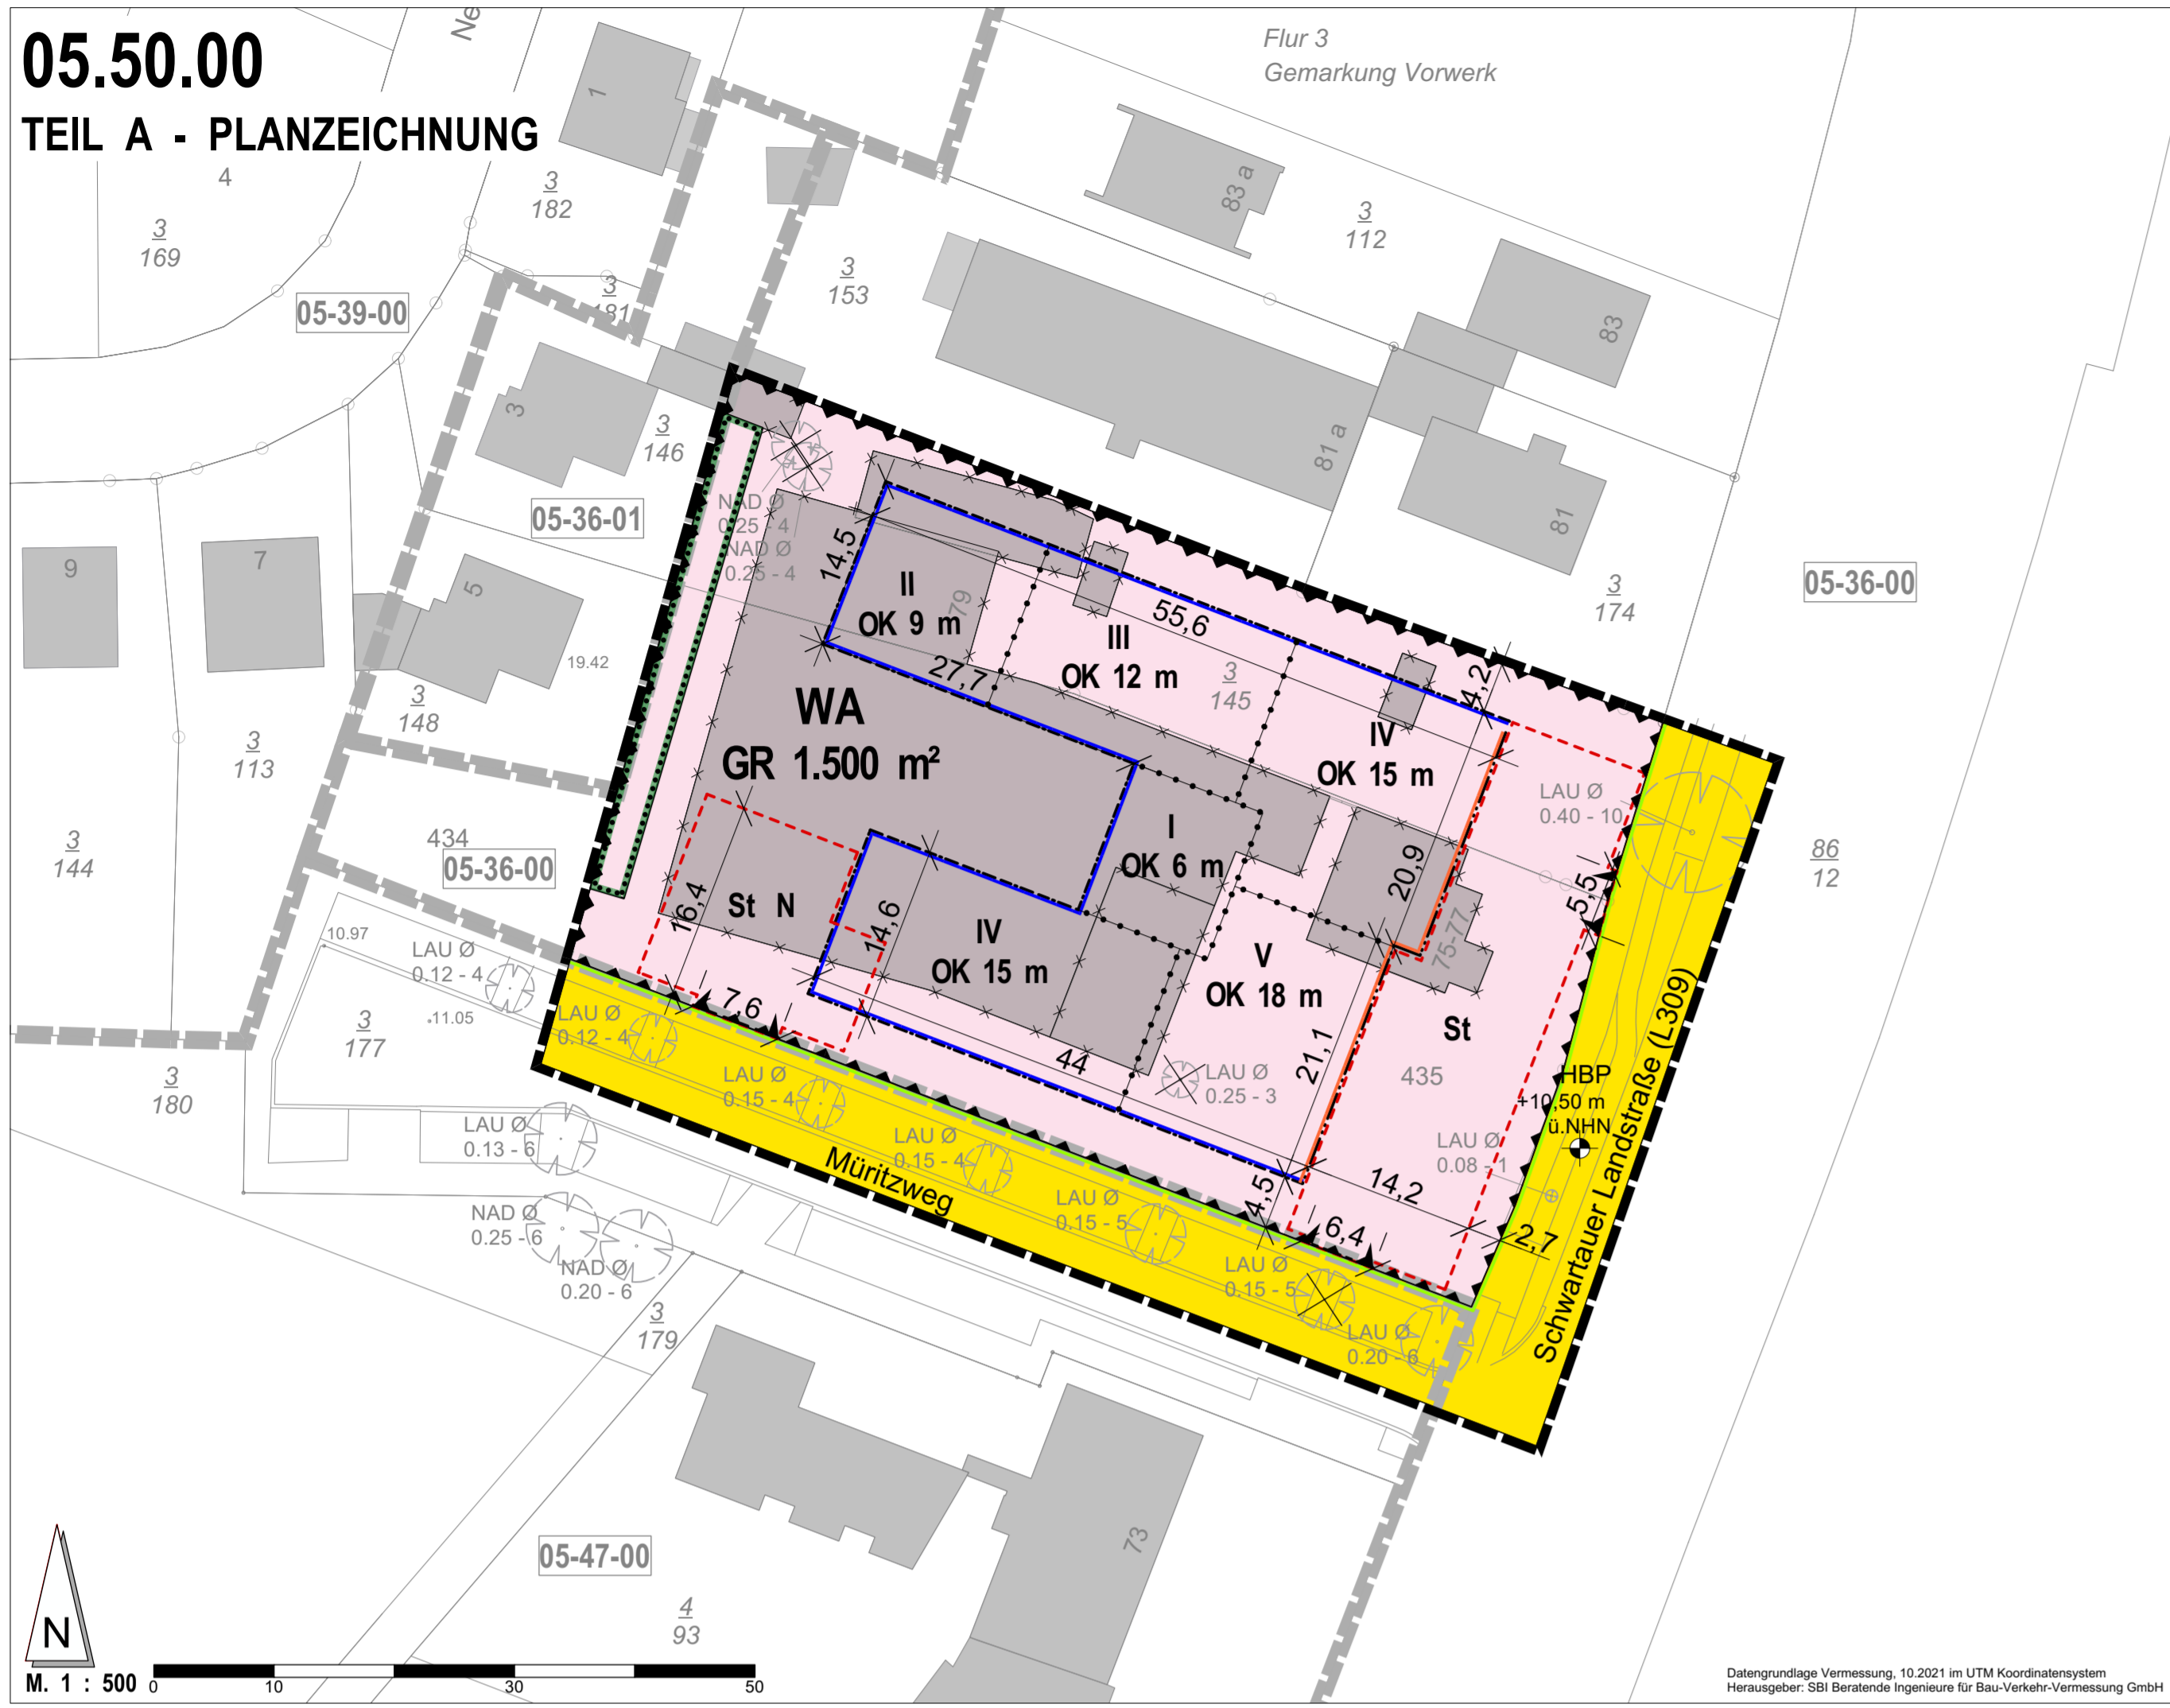 05.50.00
TEIL A - PLANZEICHNUNG
Ne
Flur 3
Gemarkung Vorwerk
1
4
3
182
3
169
3
181
3
153
83 a
3
112
83
05-39-00
3
3
146
81 a
81
05-36-01
05-36-00
9
7
5
19.42
3
148
3
174
NAD Ø
0.25 - 4
NAD Ø
0.25 - 4
14,5
II
OK 9 m
79
55,6
III
OK 12 m
27,7
3
145
4,2
WA
GR 1.500 m²
IV
OK 15 m
3
113
LAU Ø
0.40 - 10
3
144
434
05-36-00
86
12
I
OK 6 m
20,9
5,5
16,4
St N
14,6
IV
OK 15 m
V
OK 18 m
75-77
10.97
LAU Ø
0.12 - 4
11.05
3
177
LAU Ø
0.12 - 4
7,6
44
21,1
St
435
HBP
+10,50 m
ü.NHN
Schwartauer Landstraße (L309)
3
180
LAU Ø
0.15 - 4
LAU Ø
0.25 - 3
LAU Ø
0.13 - 6
LAU Ø
0.15 - 4
LAU Ø
0.08 - 1
Müritzweg
14,2
4,5
6,4
2,7
NAD Ø
0.25 - 6
LAU Ø
0.15 - 5
NAD Ø
0.20 - 6
LAU Ø
0.15 - 5
3
179
LAU Ø
0.20 - 6
73
05-47-00
4
93
N
M. 1 : 500
0 10 30 50
Datengrundlage Vermessung, 10.2021 im UTM Koordinatensystem
Herausgeber: SBI Beratende Ingenieure für Bau-Verkehr-Vermessung GmbH